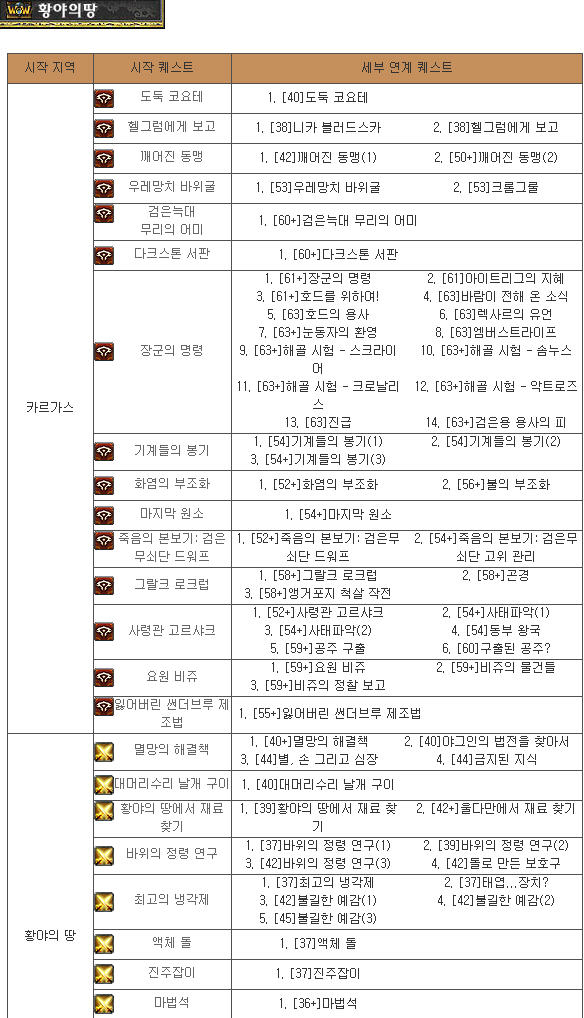 WOW 황야의땅
시작 지역 시작 퀘스트 세부 연계 퀘스트
카르가스
도둑 코요테 1. [40]도둑 코요테
헬그럼에게 보고 1. [38]니카 블러드스카 2. [38]헬그럼에게 보고
깨어진 동맹 1. [42]깨어진 동맹(1) 2. [50+]깨어진 동맹(2)
우레망치 바위굴 1. [53]우레망치 바위굴 2. [53]크롬그룰
검은늑대
무리의 어미 1. [60+]검은늑대 무리의 어미
다크스톤 서판 1. [60+]다크스톤 서판
장군의 명령
1. [61+]장군의 명령 2. [61]아이트리그의 지혜
3. [61+]호드를 위하여! 4. [63]바람이 전해 온 소식
5. [63]호드의 용사 6. [63]렉사르의 유언
7. [63+]눈동자의 환영 8. [63]엠버스트라이프
9. [63+]해골 시험 - 스크라이 10. [63+]해골 시험 - 솜누스
어
11. [63+]해골 시험 - 크로날리 12. [63+]해골 시험 - 악트로즈
스
13. [63]진급 14. [63+]검은용 용사의 피
기계들의 봉기
1. [54]기계들의 봉기(1) 2. [54]기계들의 봉기(2)
3. [54+]기계들의 봉기(3)
화염의 부조화 1. [52+]화염의 부조화 2. [56+]불의 부조화
마지막 원소 1. [54+]마지막 원소
죽음의 본보기: 검은 1. [52+]죽음의 본보기: 검은무 2. [54+]죽음의 본보기: 검은무
무쇠단 드워프 쇠단 드워프 쇠단 고위 관리
그랄크 로크럽
1. [58+]그랄크 로크럽 2. [58+]곤경
3. [58+]앵거포지 척살 작전
사령관 고르샤크
1. [52+]사령관 고르샤크 2. [54+]사태파악(1)
3. [54+]사태파악(2) 4. [54]동부 왕국
5. [59+]공주 구출 6. [60]구출된 공주?
요원 비쥬
1. [59+]요원 비쥬 2. [59+]비쥬의 물건들
3. [59+]비쥬의 정찰 보고
잃어버린 썬더브루 제
조법 1. [55+]잃어버린 썬더브루 제조법
황야의 땅
멸망의 해결책
1. [40+]멸망의 해결책 2. [40]야그인의 법전을 찾아서
3. [44]별, 손 그리고 심장 4. [44]금지된 지식
대머리수리 날개 구이 1. [40]대머리수리 날개 구이
황야의 땅에서 재료 1. [39]황야의 땅에서 재료 찾 2. [42+]울다만에서 재료 찾기
찾기 기
바위의 정령 연구
1. [37]바위의 정령 연구(1) 2. [39]바위의 정령 연구(2)
3. [42]바위의 정령 연구(3) 4. [42]돌로 만든 보호구
최고의 냉각제
1. [37]최고의 냉각제 2. [37]태엽...장치?
3. [42]불길한 예감(1) 4. [42]불길한 예감(2)
5. [45]불길한 예감(3)
액체 돌 1. [37]액체 돌
진주잡이 1. [37]진주잡이
마법석 1. [36+]마법석